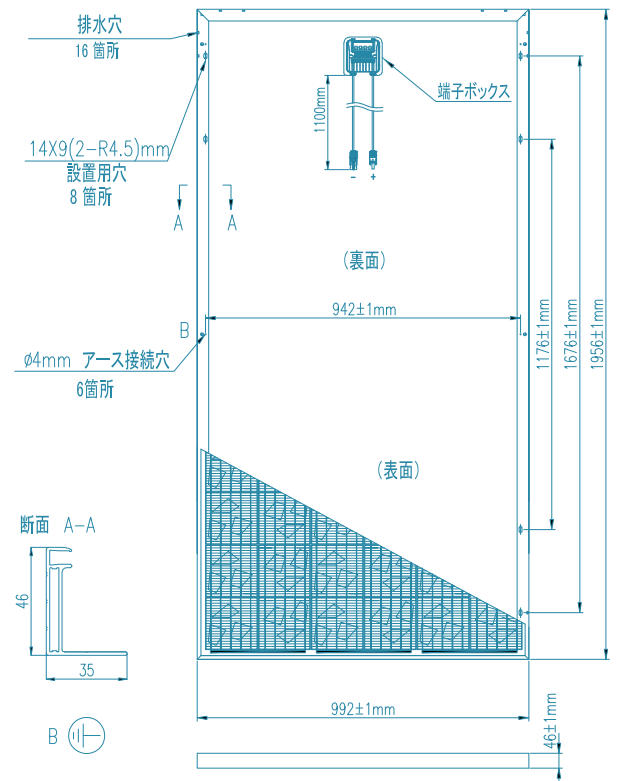 排水穴
16 箇所
端子ボックス
1100mm
14X9(2-R4.5)mm
設置用穴
8 箇所
- +
A A
(裏面)
942±1mm
B
1176±1mm
1676±1mm
1956±1mm
ø4mm アース接続穴
6箇所
(表面)
断面 A-A
46
35
992±1mm
B
46±1mm